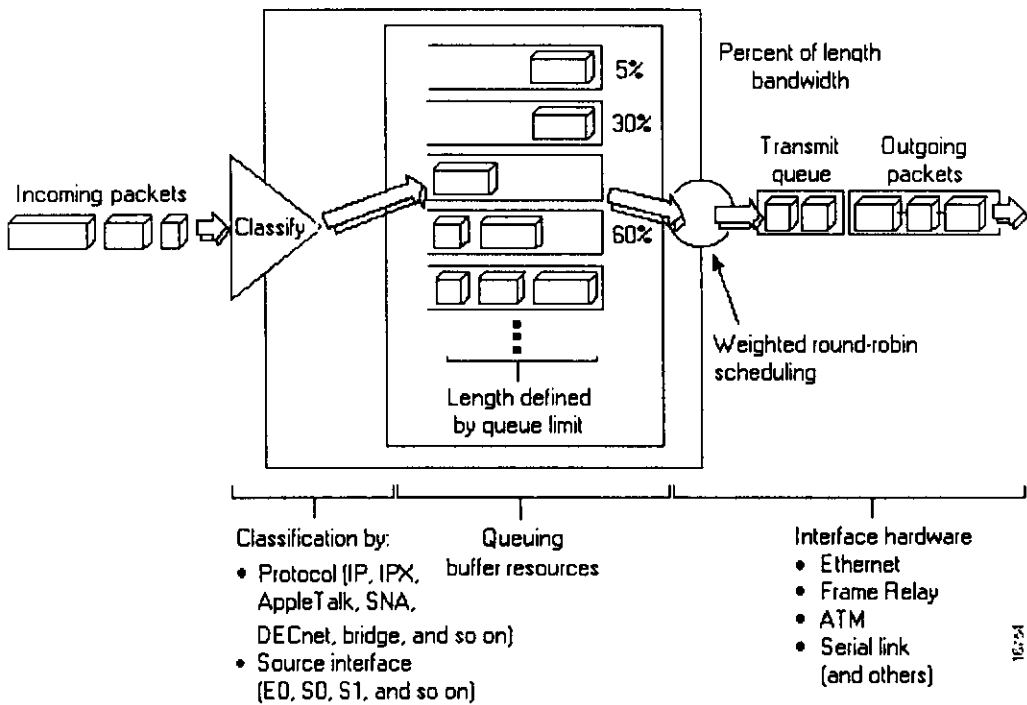 5%
Percent of length
bandwidth
30%
Transmit
queue
Outgoing
packets
Incoming packets
Classify
60%
Weighted round-robin
scheduling
Length defined
by queue limit
Classification by:
• Protocol (IP, IPX,
AppleTalk, SNA,
DECnet, bridge, and so on)
• Source interface
(E0, S0, S1, and so on)
Queuing
buffer resources
Interface hardware
• Ethernet
• Frame Relay
• ATM
• Serial link
(and others)